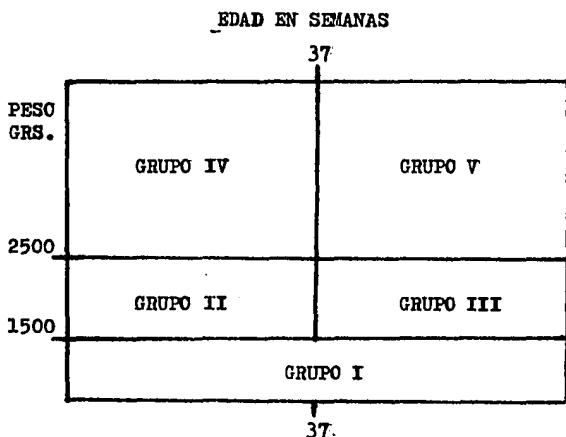 EDAD EN SEMANAS
37
PESO
GRS.
GRUPO IV
GRUPO V
2500
GRUPO II
GRUPO III
1500
GRUPO I
37